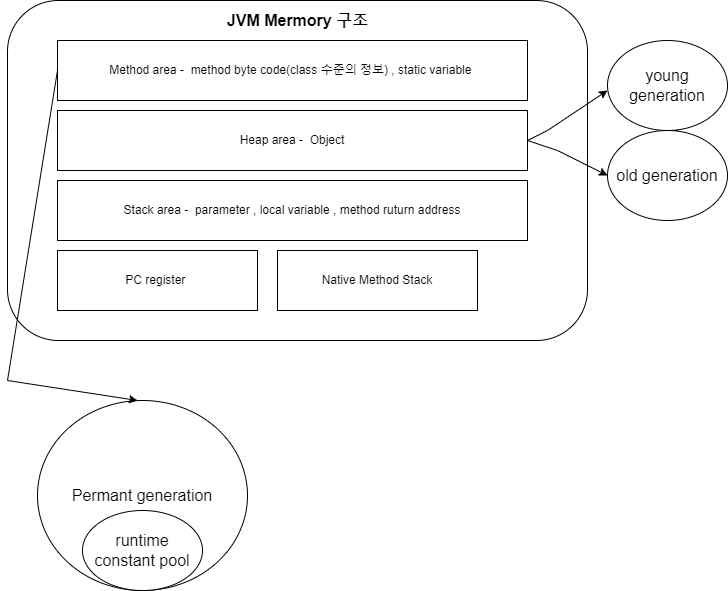 JVM Mermory 구조
Method area -  method byte code(class 수준의 정보) , static variable
Heap area -  Object
Stack area -  parameter , local variable , method ruturn address
PC register
Native Method Stack
young
generation
old generation
Permant generation
runtime
constant pool